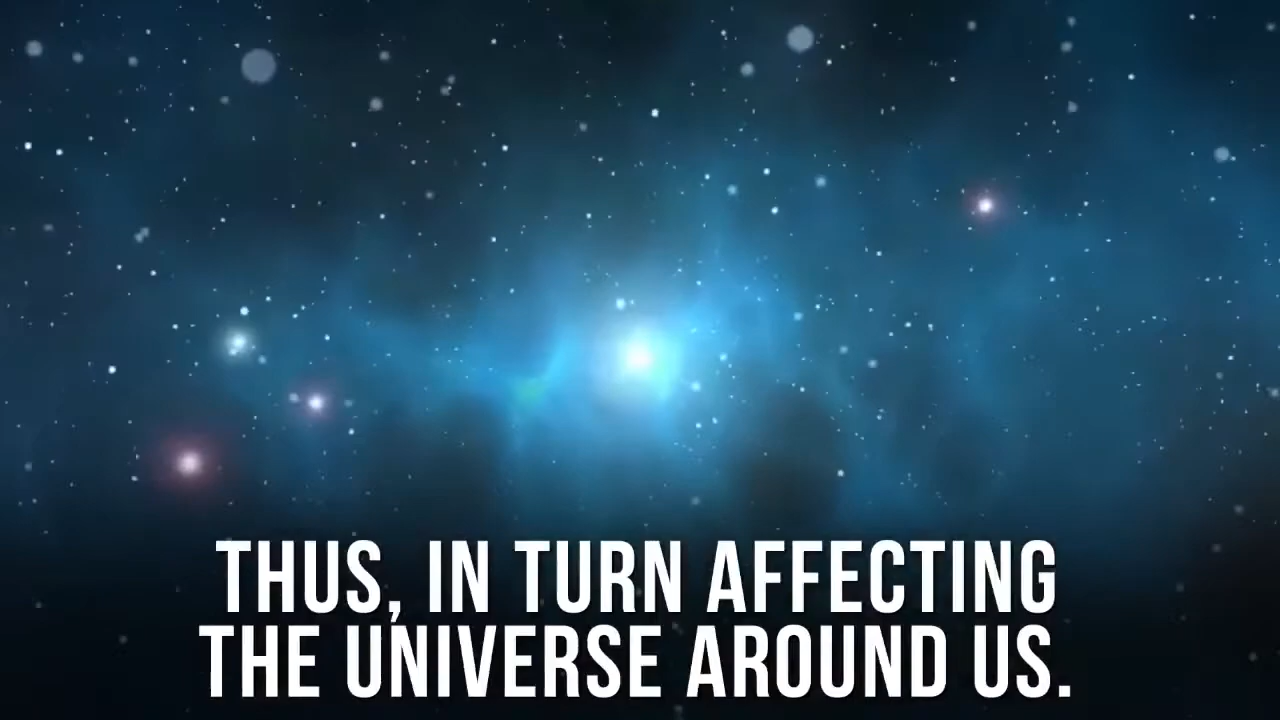 THUS, IN TURN AFFECTING
THE UNIVERSE AROUND US.